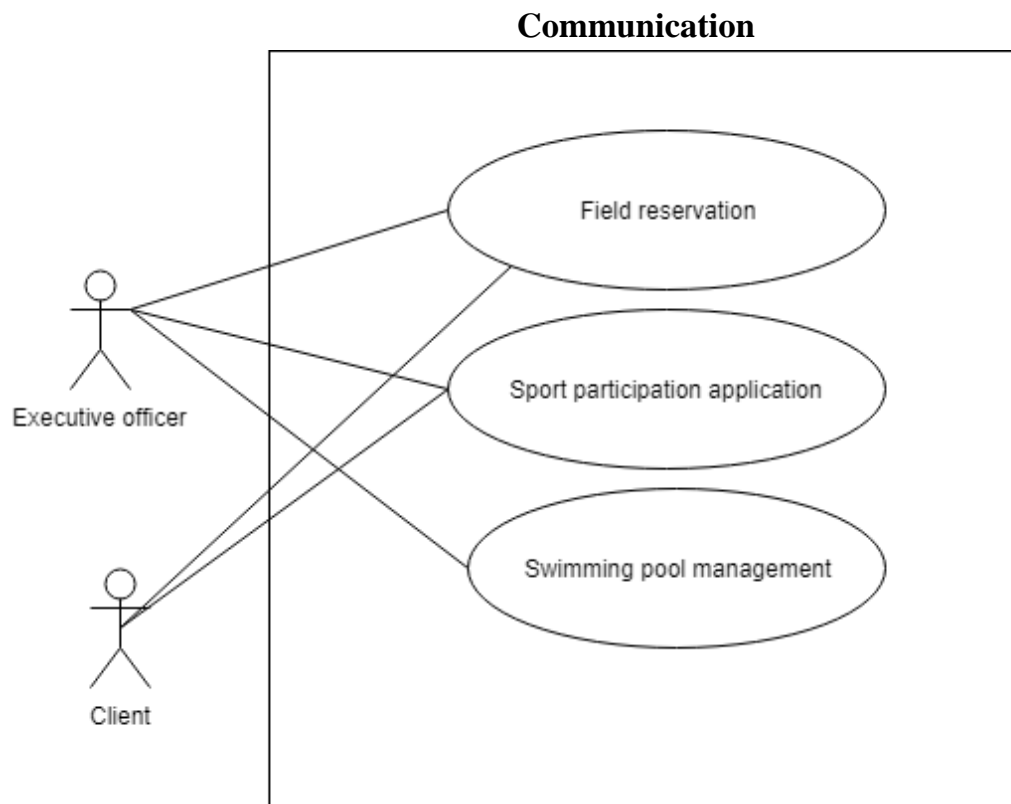 Communication
Field reservation
Sport participation application
Executive officer
Swimming pool management
Client